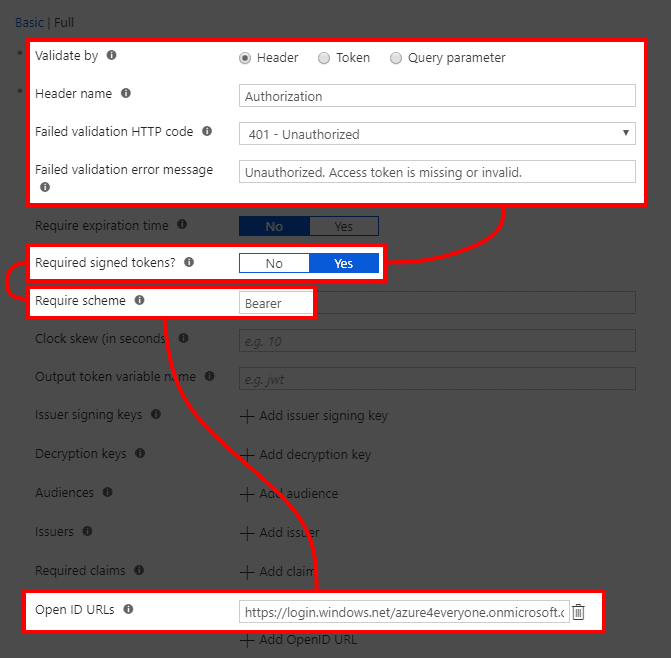 Basic | Full
* Validate by Header Token Query parameter
* Header name Authorization
Failed validation HTTP code 401 - Unauthorized
Failed validation error message Unauthorized. Access token is missing or invalid.
Require expiration time No Yes
Required signed tokens? No Yes
Require scheme Bearer
Clock skew (in seconds) e.g. 10
Output token variable name e.g. jwt
Issuer signing keys + Add issuer signing key
Decryption keys + Add decryption key
Audiences + Add audience
Issuers + Add issuer
Required claims + Add claim
Open ID URLs https://login.windows.net/azure4everyone.onmicrosoft.c
+ Add OpenID URL